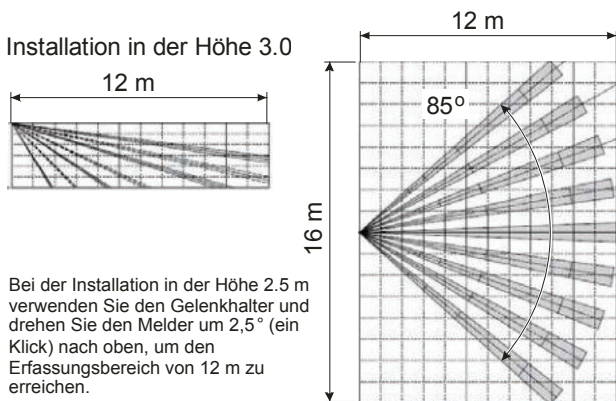 Installation in der Höhe 3.0
12 m
12 m
85°
16 m
Bei der Installation in der Höhe 2.5 m
verwenden Sie den Gelenkhalter und
drehen Sie den Melder um 2,5° (ein
Klick) nach oben, um den
Erfassungsbereich von 12 m zu
erreichen.